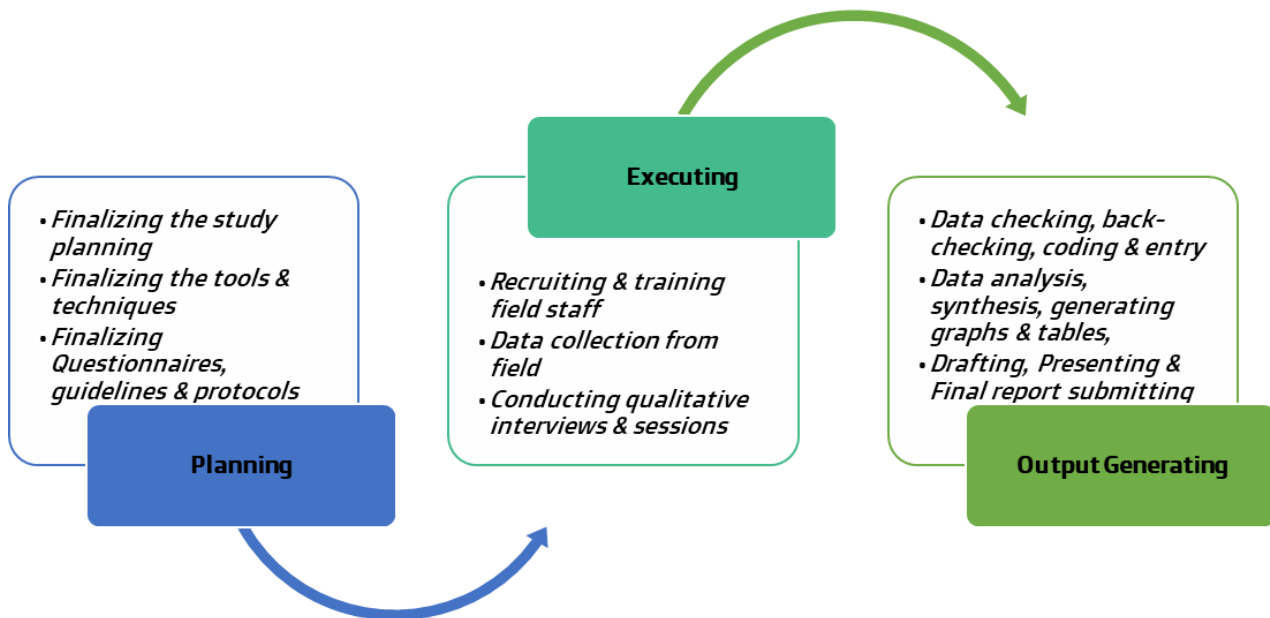 • Finalizing the study
planning
• Finalizing the tools &
techniques
• Finalizing
Questionnaires,
guidelines & protocols
Planning
Executing
• Recruiting & training
field staff
• Data collection from
field
• Conducting qualitative
interviews & sessions
• Data checking, back-
checking, coding & entry
• Data analysis,
synthesis, generating
graphs & tables,
• Drafting, Presenting &
Final report submitting
Output Generating